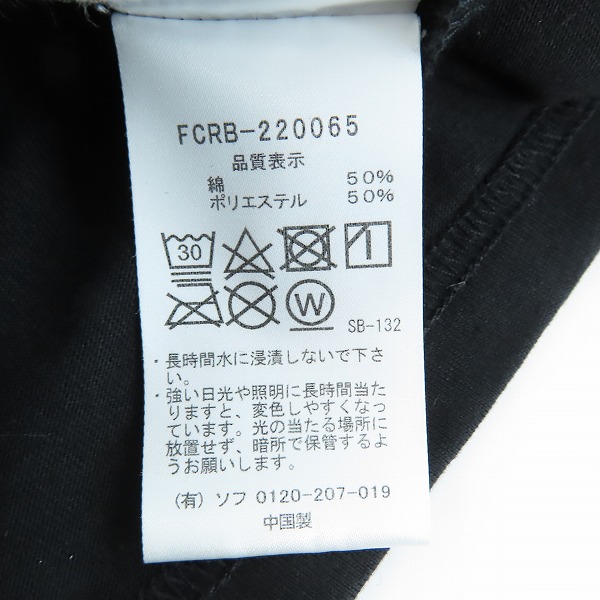 FCRB-220065
品質表示
綿 50%
ポリエステル 50%
30
W
SB-132
・長時間水に浸漬しないで下さ
い。
・強い日光や照明に長時間当た
りますと、変色しやすくなっ
ています。光の当たる場所に
放置せず、暗所で保管するよ
うお願いします。
(有) ソフ 0120-207-019
中国製